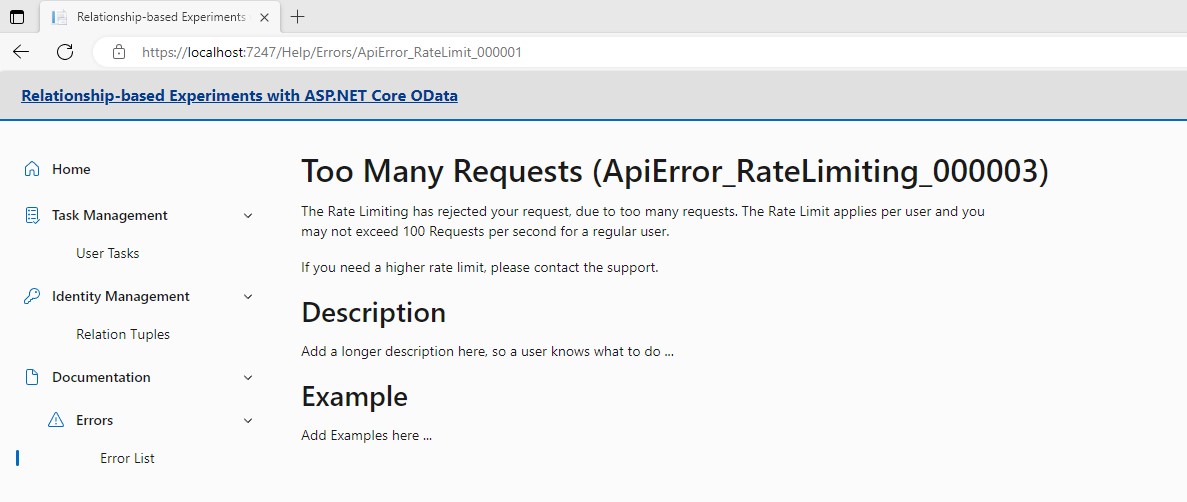 Relationship-based Experiments
https://localhost:7247/Help/Errors/ApiError_RateLimit_000001
Relationship-based Experiments with ASP.NET Core OData
Home
Task Management
User Tasks
Identity Management
Relation Tuples
Documentation
Errors
Error List
Too Many Requests (ApiError_RateLimiting_000003)
The Rate Limiting has rejected your request, due to too many requests. The Rate Limit applies per user and you
may not exceed 100 Requests per second for a regular user.
If you need a higher rate limit, please contact the support.
Description
Add a longer description here, so a user knows what to do ...
Example
Add Examples here ...